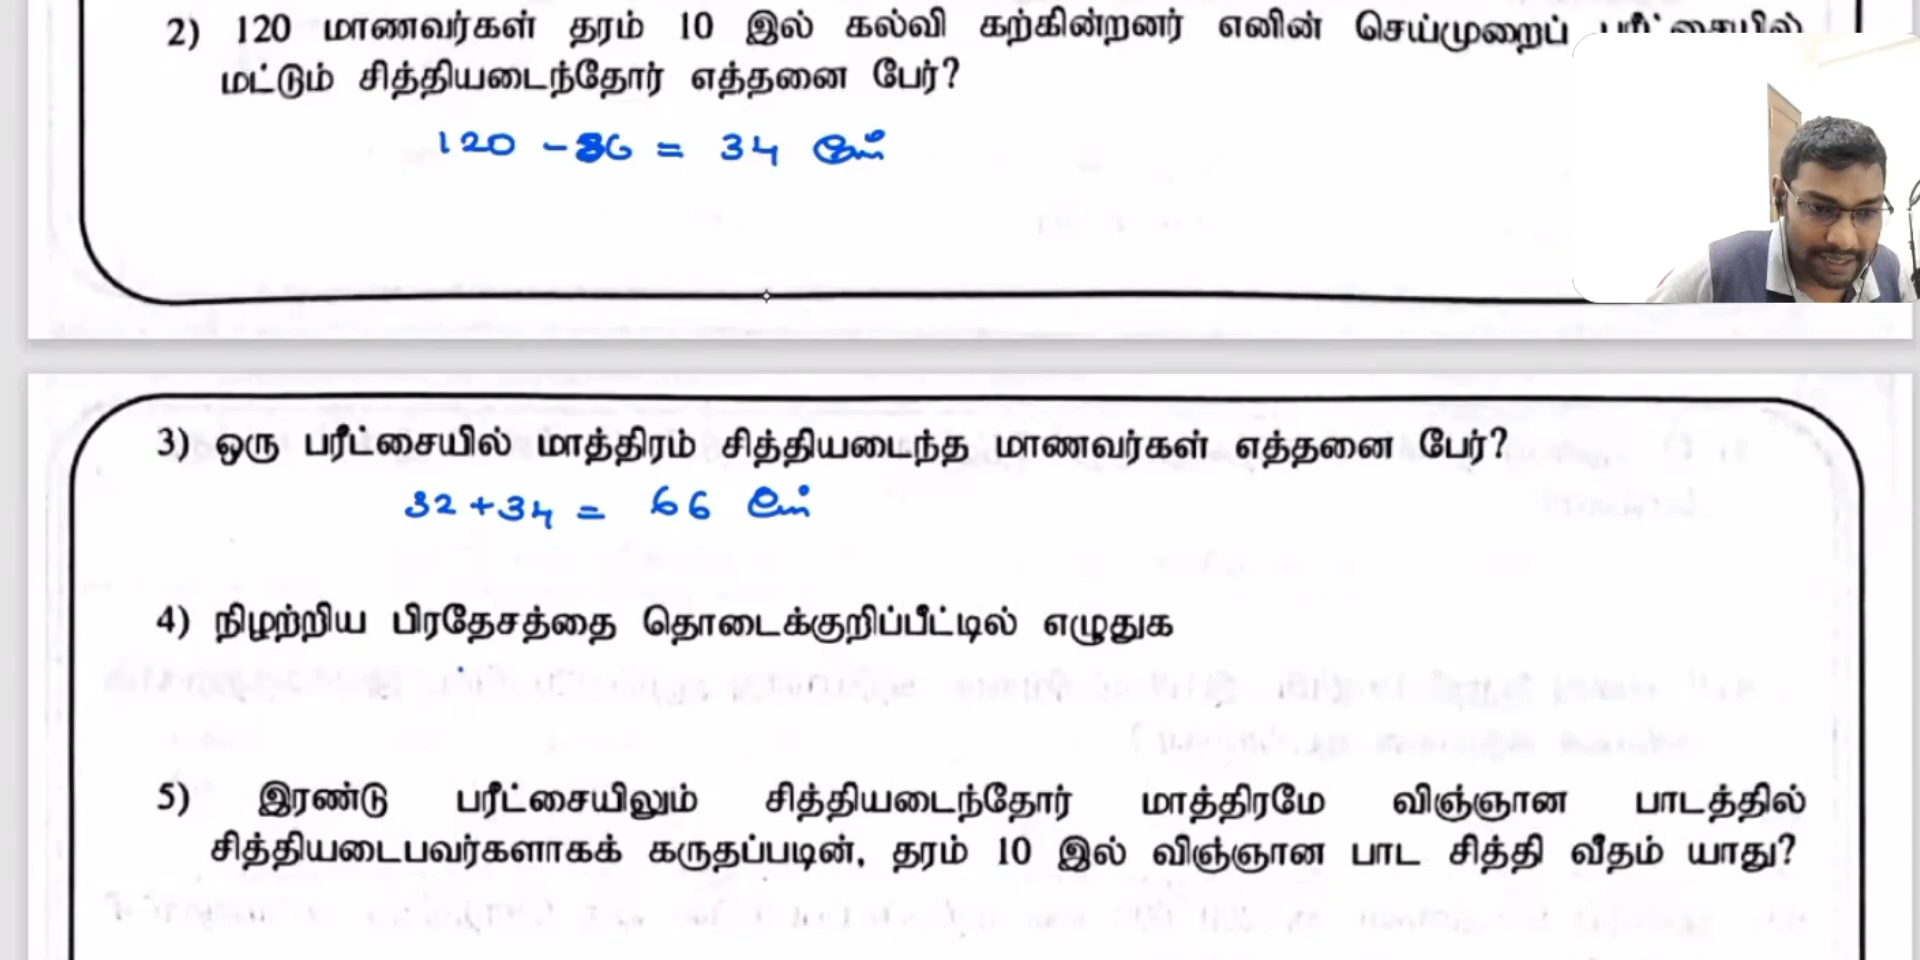 2) 120 மாணவர்கள் தரம் 10 இல் கல்வி கற்கின்றனர் எனின் செய்முறைப் பரீட்சையில்
மட்டும் சித்தியடைந்தோர் எத்தனை பேர்?
120 - 86 = 34 பேர்
3) ஒரு பரீட்சையில் மாத்திரம் சித்தியடைந்த மாணவர்கள் எத்தனை பேர்?
32 + 34 = 66 பேர்
4) நிழற்றிய பிரதேசத்தை தொடைக்குறிப்பீட்டில் எழுதுக
5) இரண்டு பரீட்சையிலும் சித்தியடைந்தோர் மாத்திரமே விஞ்ஞான பாடத்தில்
சித்தியடைபவர்களாகக் கருதப்படின், தரம் 10 இல் விஞ்ஞான பாட சித்தி வீதம் யாது?